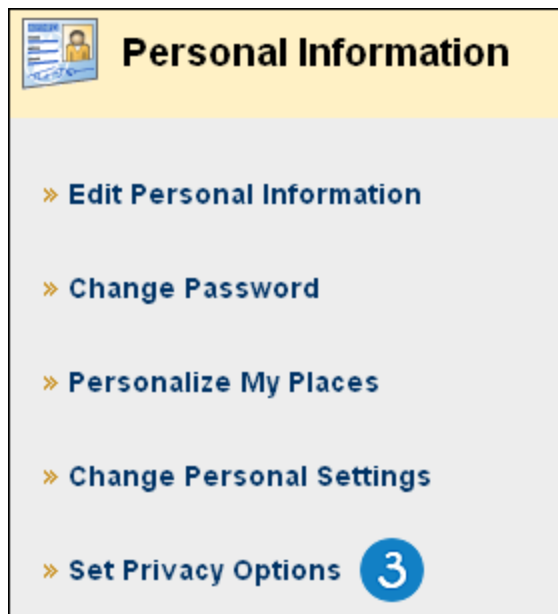 Personal Information
» Edit Personal Information
» Change Password
» Personalize My Places
» Change Personal Settings
» Set Privacy Options 3